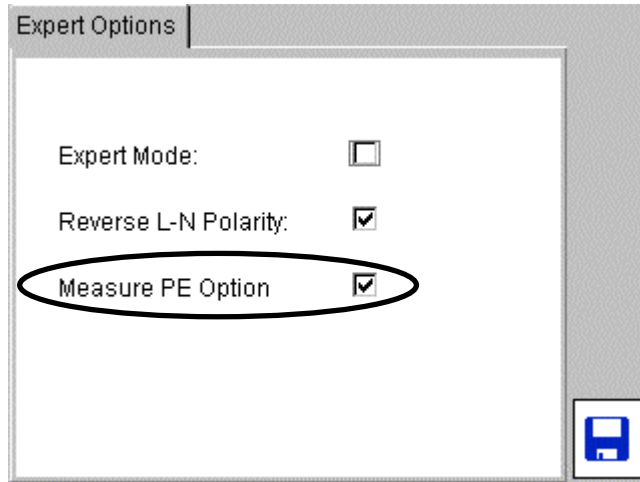 Expert Options
Expert Mode:
Reverse L-N Polarity:
Measure PE Option